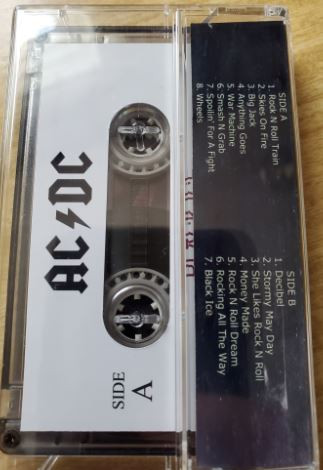 AC DC
SIDE
A
SIDE A
1. Rock N Roll Train
2. Skies On Fire
3. Big Jack
4. Anything Goes
5. War Machine
6. Smash N Grab
7. Spoilin' For A Fight
8. Wheels
SIDE B
1. Decibel
2. Stormy May Day
3. She Likes Rock N Roll
4. Money Made
5. Rock N Roll Dream
6. Rocking All The Way
7. Black Ice